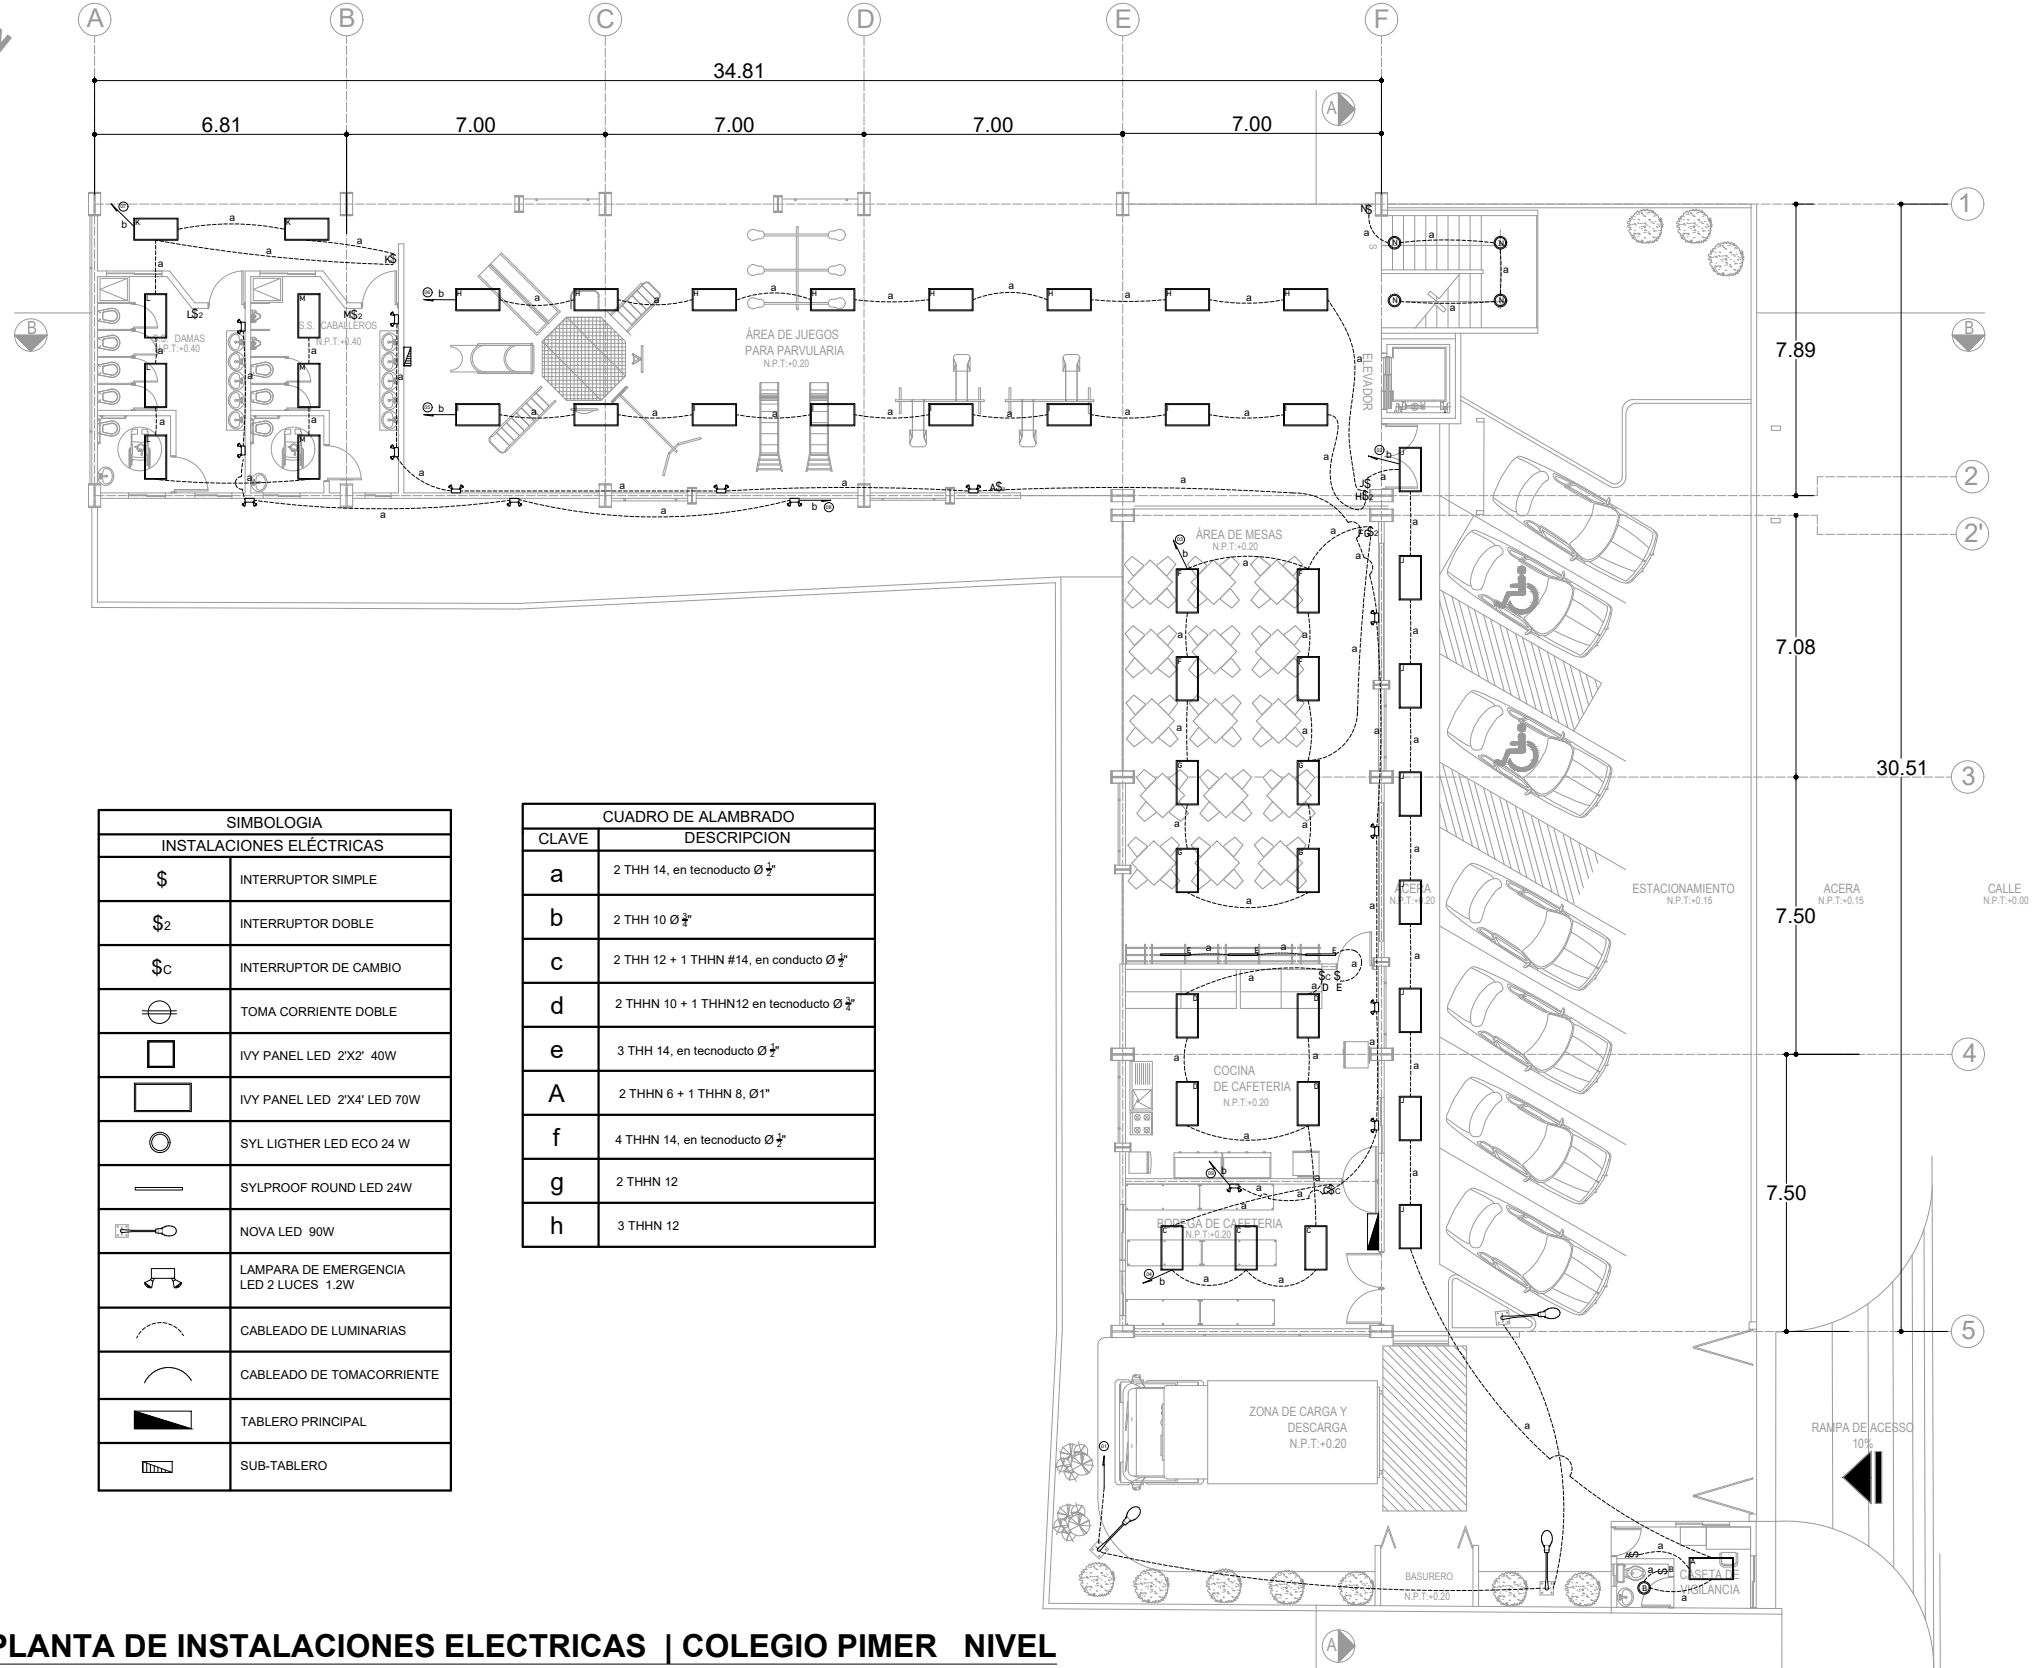 A B C D E F
34.81
6.81 7.00 7.00 7.00 7.00
A
1
B
B
2
2'
3
4
5
7.89
7.08
7.50
7.50
30.51
S.S. CABALLEROS
N.P.T:+0.40
DAMAS
N.P.T:+0.40
L$2
M$2
K$
N$
J$
H$2
A$
ÁREA DE JUEGOS
PARA PARVULARIA
N.P.T:+0.20
S
ELEVADOR
ÁREA DE MESAS
N.P.T:+0.20
ACERA
N.P.T:+0.20
ESTACIONAMIENTO
N.P.T:+0.15
ACERA
N.P.T:+0.15
CALLE
N.P.T:+0.00
$C $
D E
COCINA
DE CAFETERIA
N.P.T:+0.20
BODEGA DE CAFETERIA
N.P.T:+0.20
ZONA DE CARGA Y
DESCARGA
N.P.T:+0.20
RAMPA DE ACESSO
10%
BASURERO
N.P.T:+0.20
CASETA DE
VIGILANCIA
A
SIMBOLOGIA
INSTALACIONES ELÉCTRICAS
$ INTERRUPTOR SIMPLE
$2 INTERRUPTOR DOBLE
$C INTERRUPTOR DE CAMBIO
TOMA CORRIENTE DOBLE
IVY PANEL LED 2'X2' 40W
IVY PANEL LED 2'X4' LED 70W
SYL LIGTHER LED ECO 24 W
SYLPROOF ROUND LED 24W
NOVA LED 90W
LAMPARA DE EMERGENCIA
LED 2 LUCES 1.2W
CABLEADO DE LUMINARIAS
CABLEADO DE TOMACORRIENTE
TABLERO PRINCIPAL
SUB-TABLERO
CUADRO DE ALAMBRADO
CLAVE DESCRIPCION
a 2 THH 14, en tecnoducto Ø ½"
b 2 THH 10 Ø ¾"
c 2 THH 12 + 1 THHN #14, en conducto Ø ½"
d 2 THHN 10 + 1 THHN12 en tecnoducto Ø ¾"
e 3 THH 14, en tecnoducto Ø ½"
A 2 THHN 6 + 1 THHN 8, Ø1"
f 4 THHN 14, en tecnoducto Ø ½"
g 2 THHN 12
h 3 THHN 12
PLANTA DE INSTALACIONES ELECTRICAS | COLEGIO PIMER NIVEL